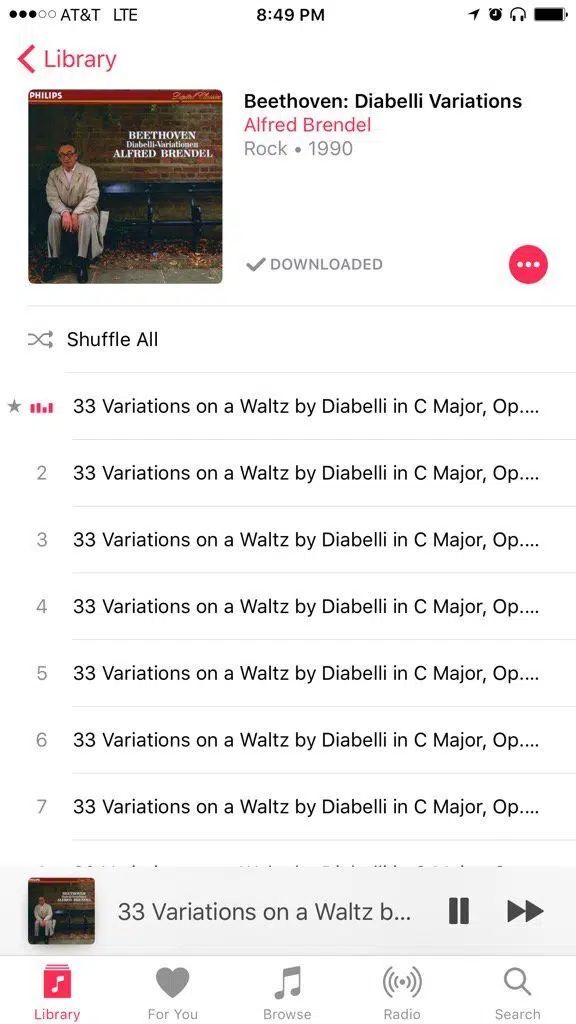 AT&T LTE 8:49 PM
Library
PHILIPS Digital Classics
BEETHOVEN
Diabelli-Variationen
ALFRED BRENDEL
Beethoven: Diabelli Variations
Alfred Brendel
Rock • 1990
DOWNLOADED
Shuffle All
33 Variations on a Waltz by Diabelli in C Major, Op....
2 33 Variations on a Waltz by Diabelli in C Major, Op....
3 33 Variations on a Waltz by Diabelli in C Major, Op....
4 33 Variations on a Waltz by Diabelli in C Major, Op....
5 33 Variations on a Waltz by Diabelli in C Major, Op....
6 33 Variations on a Waltz by Diabelli in C Major, Op....
7 33 Variations on a Waltz by Diabelli in C Major, Op....
BEETHOVEN
ALFRED BRENDEL
33 Variations on a Waltz b...
Library For You Browse Radio Search